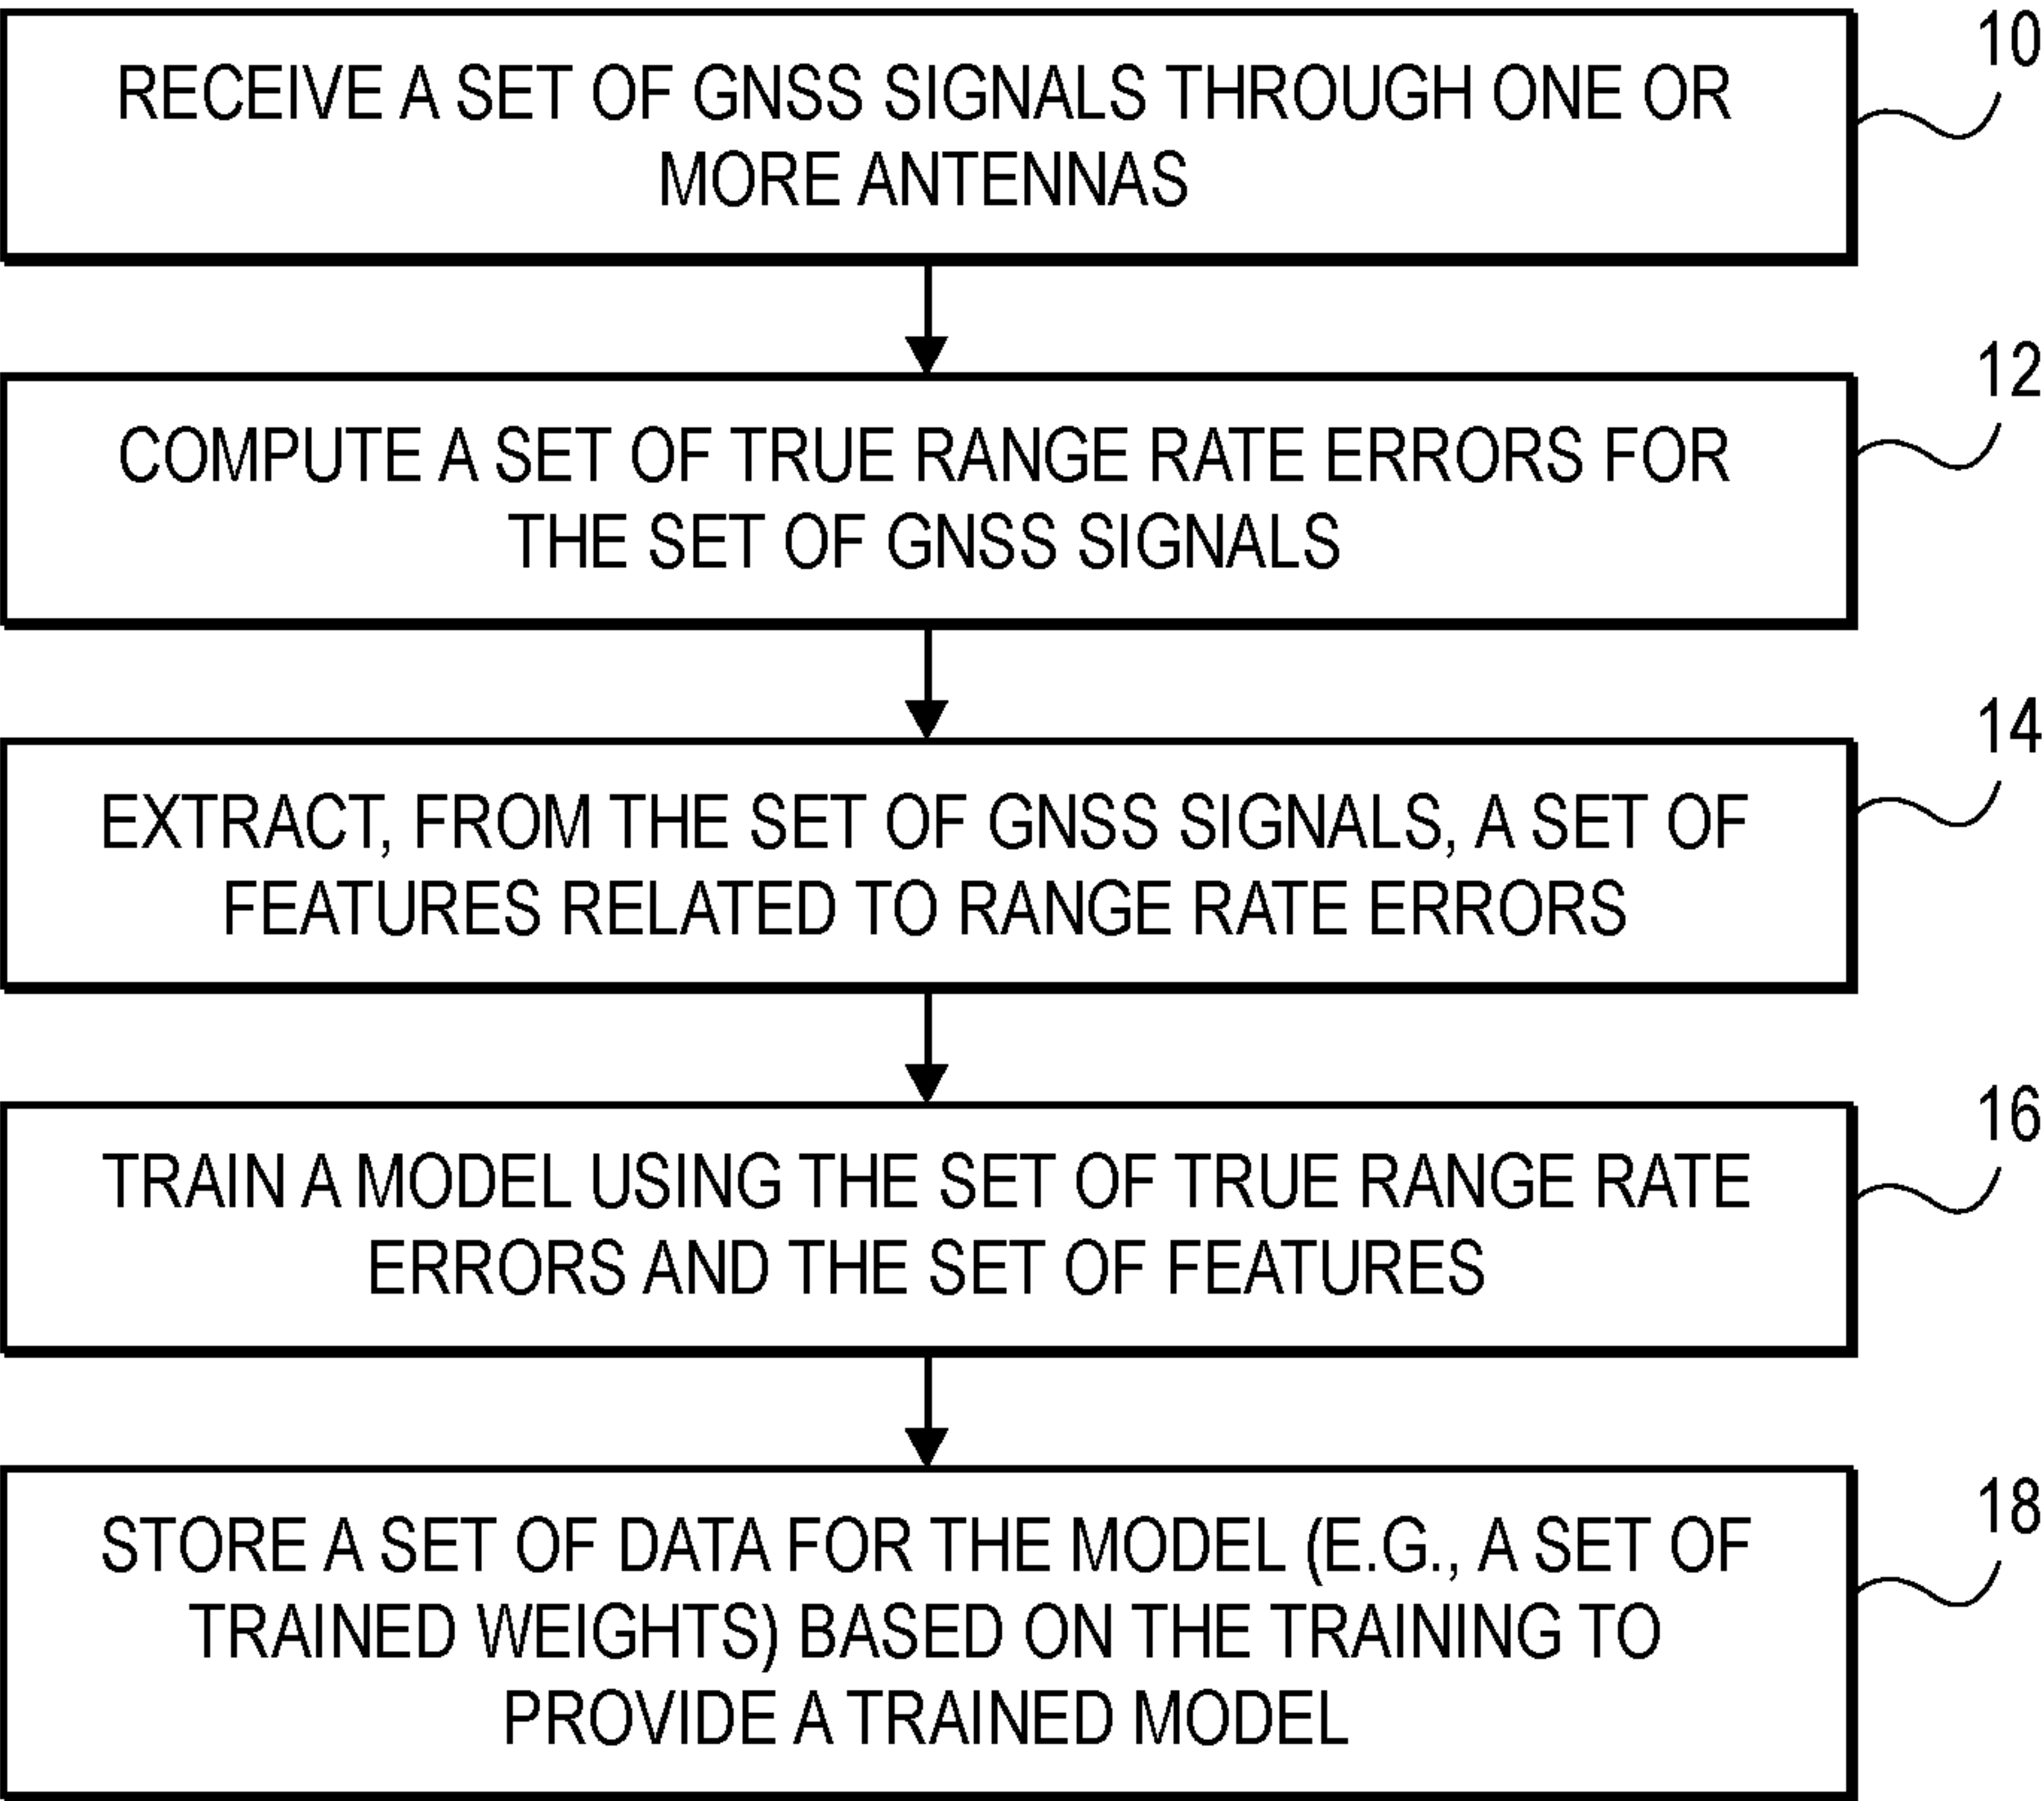 10
RECEIVE A SET OF GNSS SIGNALS THROUGH ONE OR
MORE ANTENNAS
12
COMPUTE A SET OF TRUE RANGE RATE ERRORS FOR
THE SET OF GNSS SIGNALS
14
EXTRACT, FROM THE SET OF GNSS SIGNALS, A SET OF
FEATURES RELATED TO RANGE RATE ERRORS
16
TRAIN A MODEL USING THE SET OF TRUE RANGE RATE
ERRORS AND THE SET OF FEATURES
18
STORE A SET OF DATA FOR THE MODEL (E.G., A SET OF
TRAINED WEIGHTS) BASED ON THE TRAINING TO
PROVIDE A TRAINED MODEL